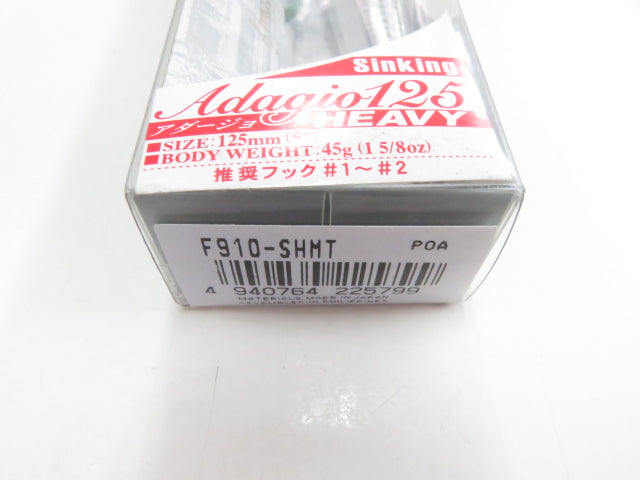 Sinking
Adagio125
アダージョ HEAVY
■SIZE:125mm (5")
■BODY WEIGHT:45g (1 5/8oz)
推奨フック #1～#2
F910-SHMT POA
4 940764 225799
MATERIALS MADE IN JAPAN
ASSEMBLED IN PHILIPPINES